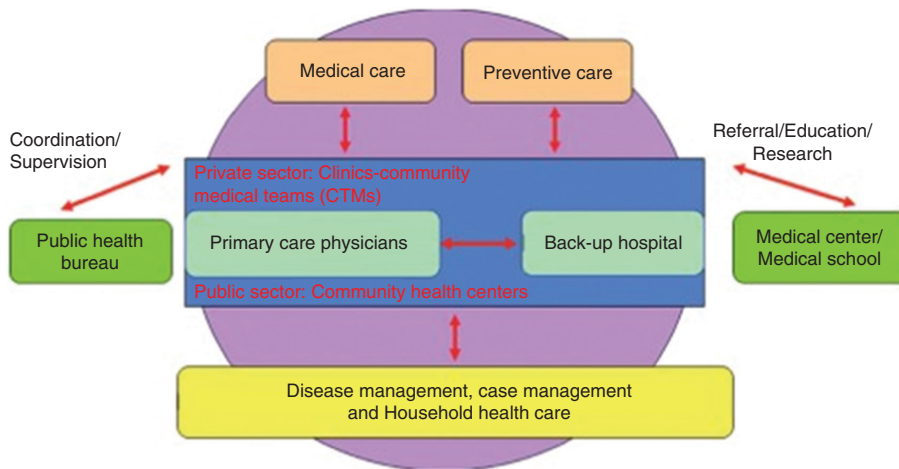 Medical care
Preventive care
Coordination/
Supervision
Referral/Education/
Research
Private sector: Clinics-community
medical teams (CTMs)
Public health
bureau
Primary care physicians
Back-up hospital
Medical center/
Medical school
Public sector: Community health centers
Disease management, case management
and Household health care